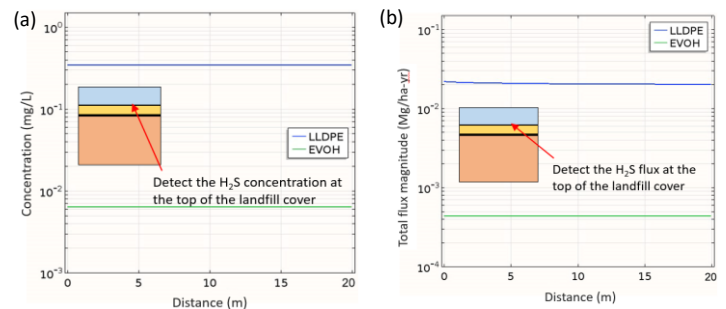 (a)
10⁰
10⁻¹
10⁻²
10⁻³
Concentration (mg/L)
LLDPE
EVOH
Detect the H₂S concentration at
the top of the landfill cover
0 5 10 15 20
Distance (m)
(b)
10⁻¹
10⁻²
10⁻³
10⁻⁴
Total flux magnitude (Mg/ha-yr)
LLDPE
EVOH
Detect the H₂S flux at the
top of the landfill cover
0 5 10 15 20
Distance (m)